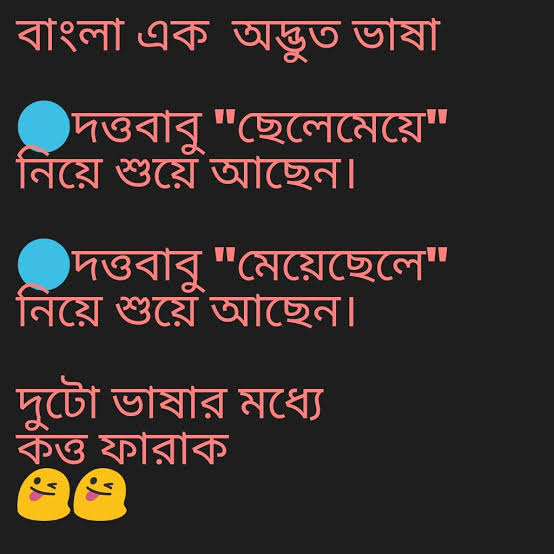 বাংলা এক অদ্ভুত ভাষা
দত্তবাবু "ছেলেমেয়ে"
নিয়ে শুয়ে আছেন।
দত্তবাবু "মেয়েছেলে"
নিয়ে শুয়ে আছেন।
দুটো ভাষার মধ্যে
কত্ত ফারাক